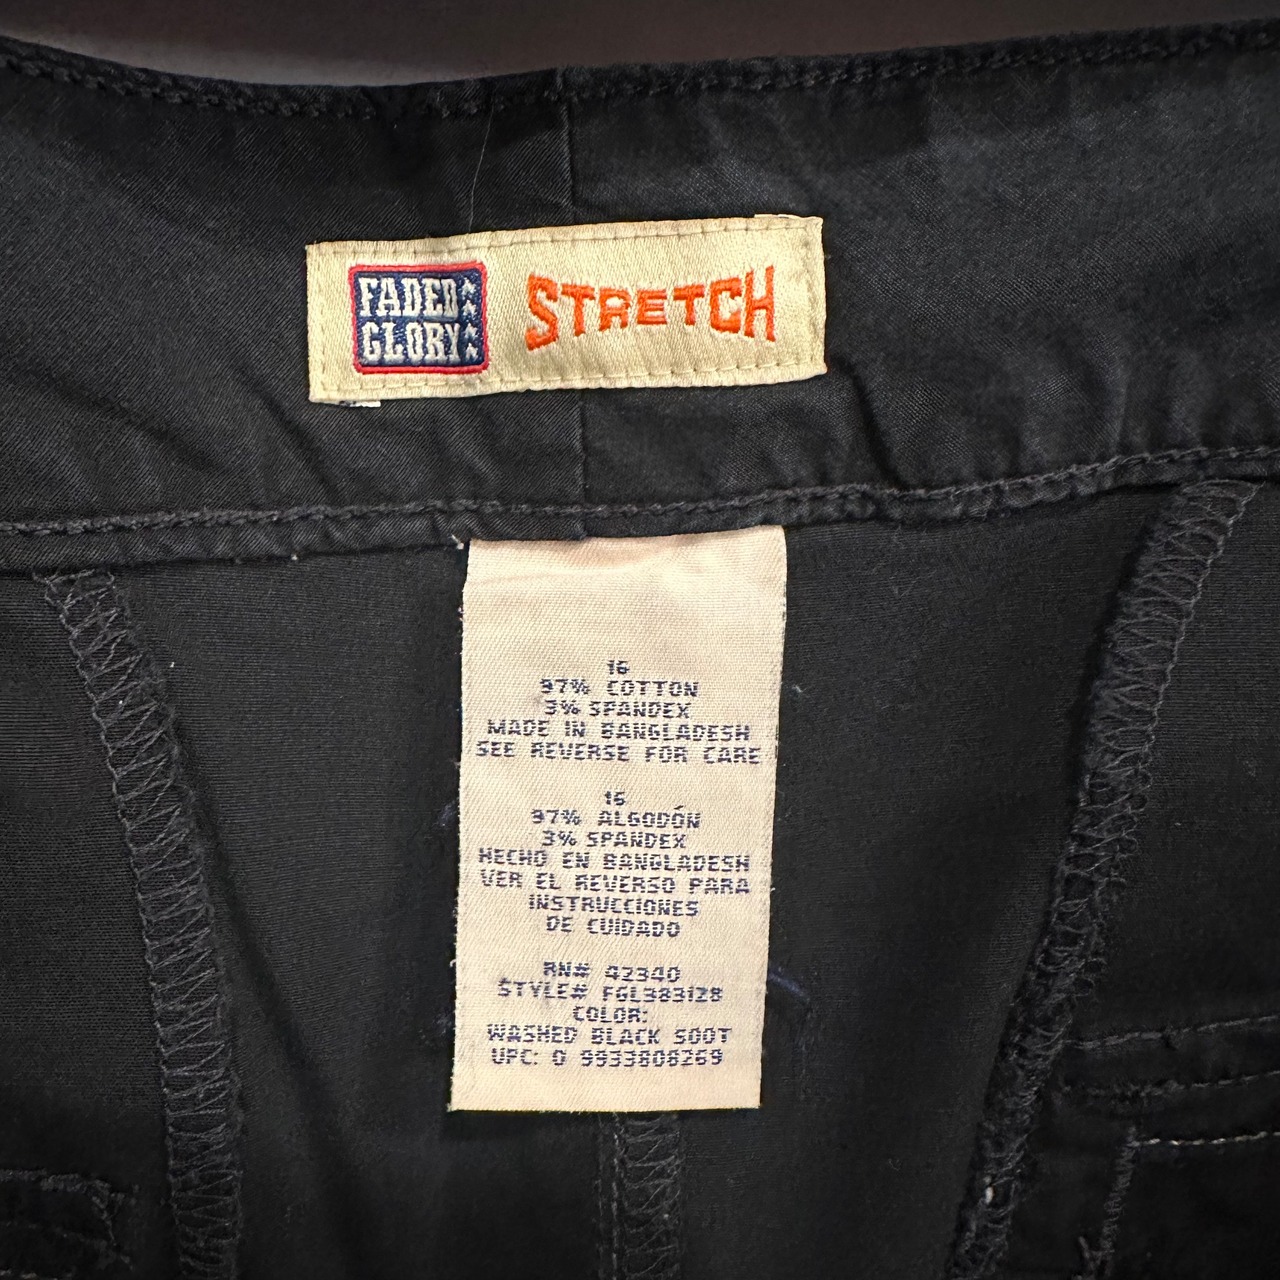 FADED
GLORY
STRETCH
16
97% COTTON
3% SPANDEX
MADE IN BANGLADESH
SEE REVERSE FOR CARE
16
97% ALGODÓN
3% SPANDEX
HECHO EN BANGLADESH
VER EL REVERSO PARA
INSTRUCCIONES
DE CUIDADO
RN# 42340
STYLE# FGL383128
COLOR:
WASHED BLACK SOOT
UPC: 0 9933808269